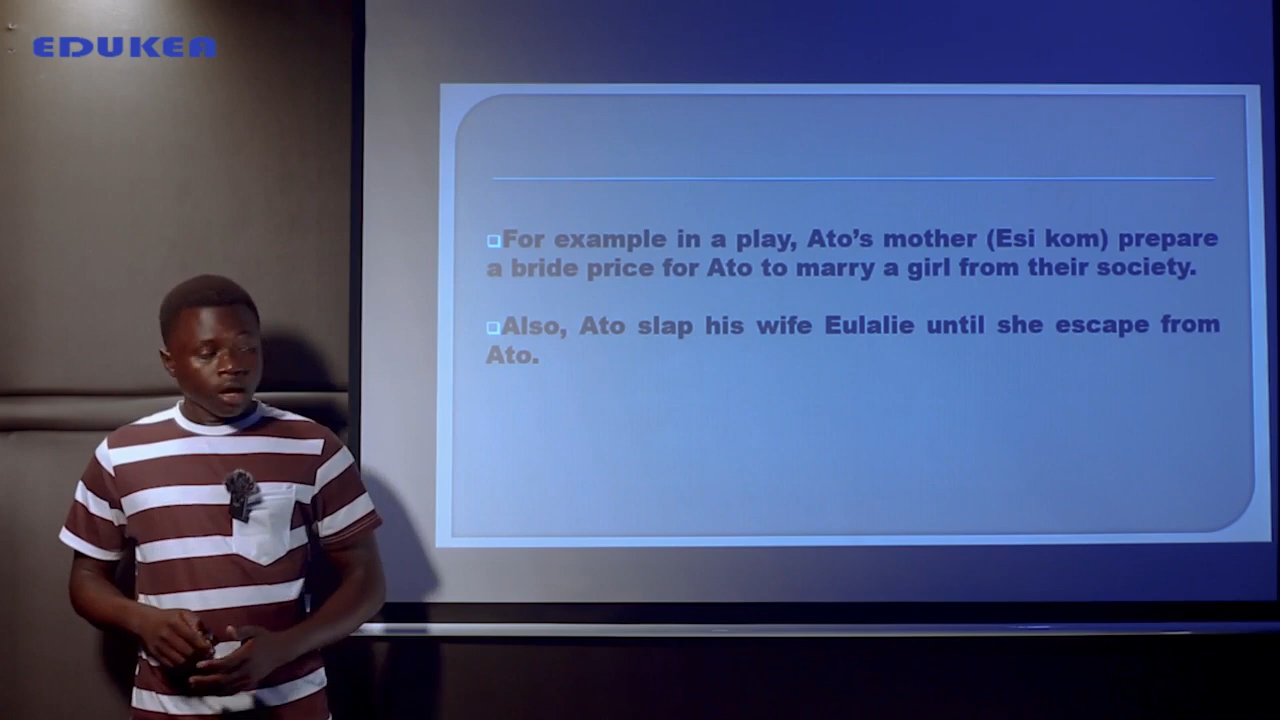 EDUKEA
For example in a play, Ato's mother (Esi kom) prepare
a bride price for Ato to marry a girl from their society.
Also, Ato slap his wife Eulalie until she escape from
Ato.